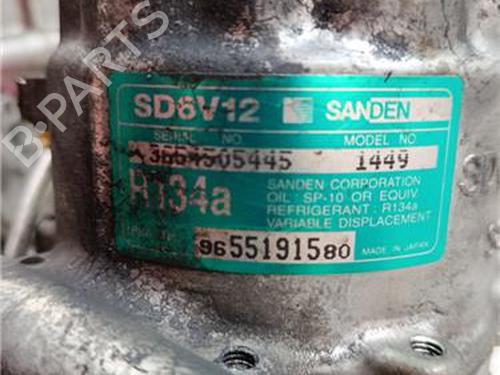 B-PARTS
SD6V12 SANDEN
SERIAL NO MODEL NO
3654505445 1449
R134a
SANDEN CORPORATION
OIL : SP-10 OR EQUIV.
REFRIGERANT : R134a
VARIABLE DISPLACEMENT
9655191580 MADE IN JAPAN